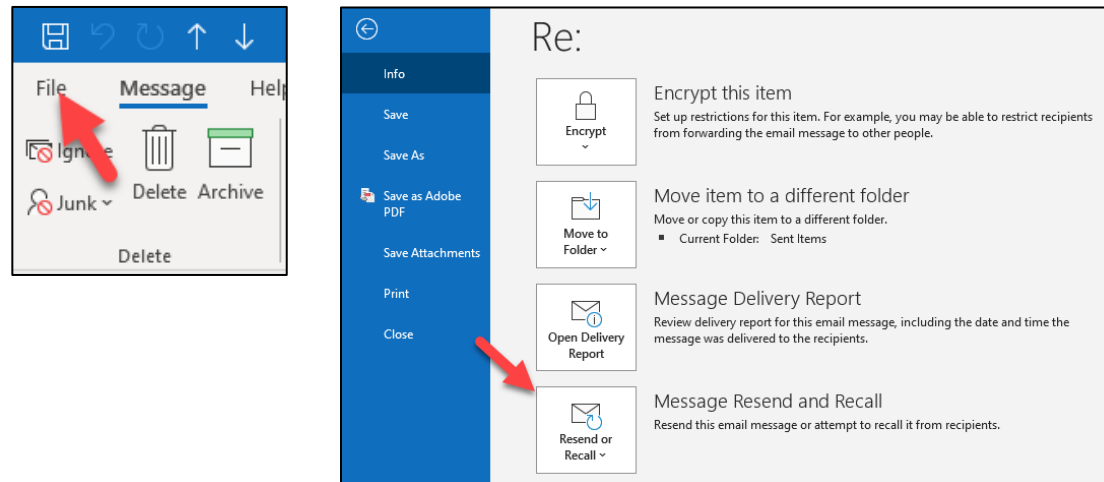 File Message Help
Ignore
Junk
Delete Archive
Delete
Re:
Info
Save
Save As
Save as Adobe
PDF
Save Attachments
Print
Close
Encrypt
Encrypt this item
Set up restrictions for this item. For example, you may be able to restrict recipients
from forwarding the email message to other people.
Move to
Folder
Move item to a different folder
Move or copy this item to a different folder.
▪ Current Folder: Sent Items
Open Delivery
Report
Message Delivery Report
Review delivery report for this email message, including the date and time the
message was delivered to the recipients.
Resend or
Recall
Message Resend and Recall
Resend this email message or attempt to recall it from recipients.